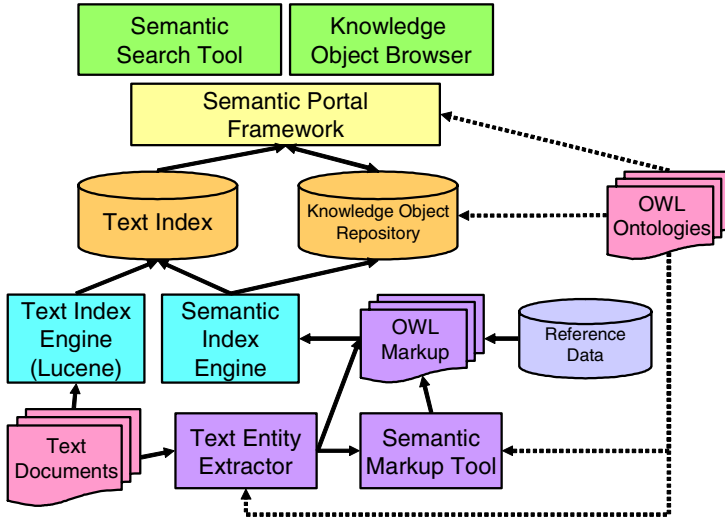 Semantic
Search Tool
Knowledge
Object Browser
Semantic Portal
Framework
Text Index
Knowledge Object
Repository
OWL
Ontologies
Text Index
Engine
(Lucene)
Semantic
Index
Engine
OWL
Markup
Reference
Data
Text
Documents
Text Entity
Extractor
Semantic
Markup Tool